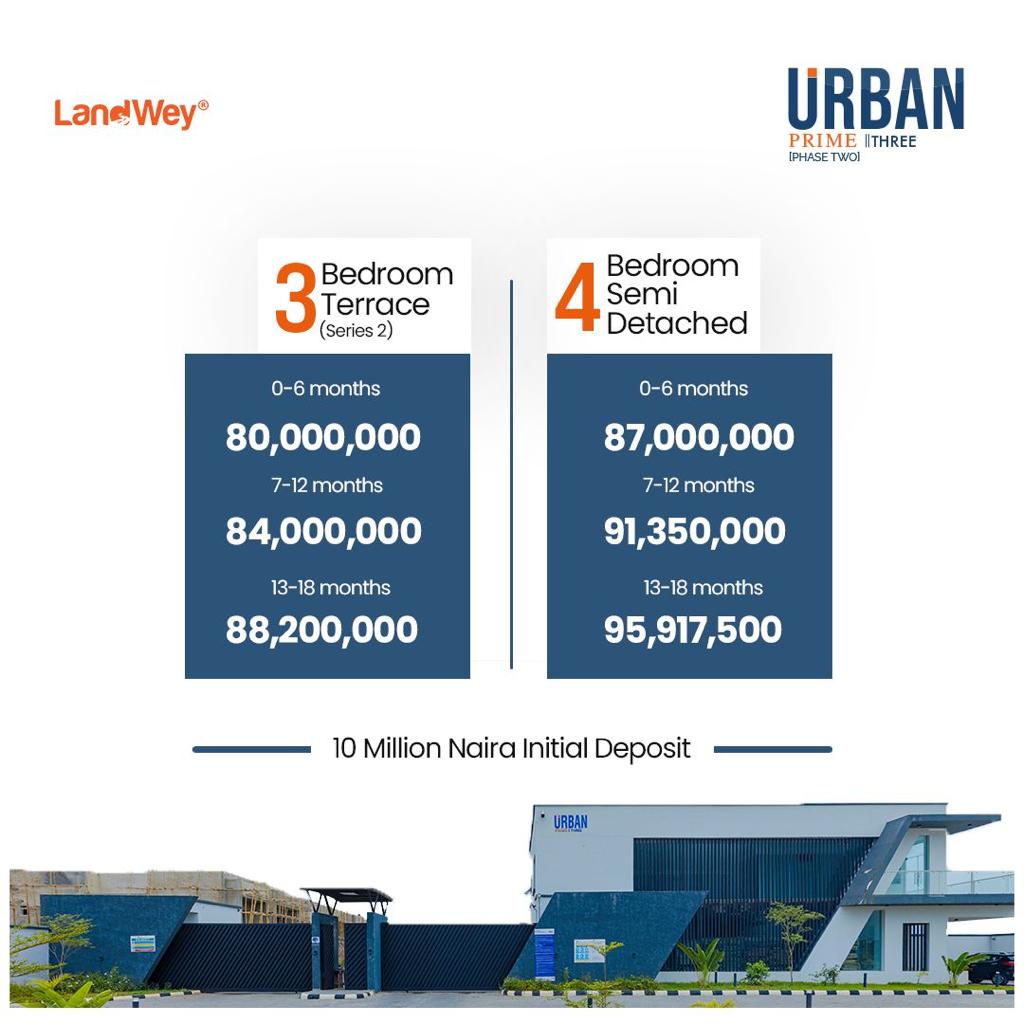 LandWey®
URBAN
PRIME ||THREE
[PHASE TWO]
3 Bedroom
Terrace
(Series 2)
0-6 months
80,000,000
7-12 months
84,000,000
13-18 months
88,200,000
4 Bedroom
Semi
Detached
0-6 months
87,000,000
7-12 months
91,350,000
13-18 months
95,917,500
10 Million Naira Initial Deposit
URBAN